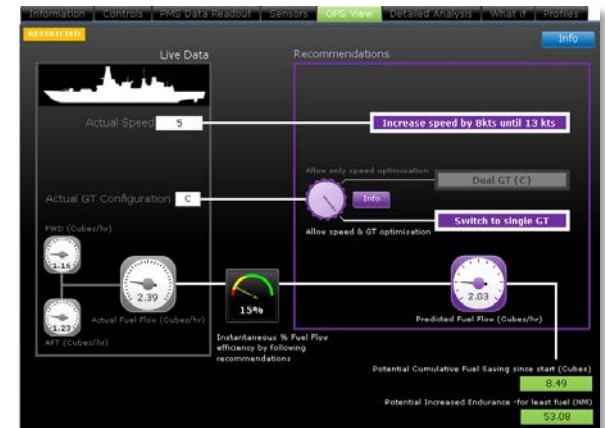 Information Controls PMS Data Readout Sensors OPS View Detailed Analysis What if Profiles
RESTRICTED
Info
Live Data
Recommendations
Actual Speed 5
Increase speed by 8kts until 13 kts
Allow only speed optimisation
Dual GT (C)
Actual GT Configuration C
Info
Switch to single GT
Allow speed & GT optimisation
FWD (Cubes/hr)
1.16
2.39
15%
2.03
1.23
Actual Fuel Flow (Cubes/hr)
Predicted Fuel Flow (Cubes/hr)
AFT (Cubes/hr)
Instantaneous % Fuel Flow
efficiency by following
recommendations
Potential Cumulative Fuel Saving since start (Cubes)
8.49
Potential Increased Endurance -for least fuel (NM)
53.08